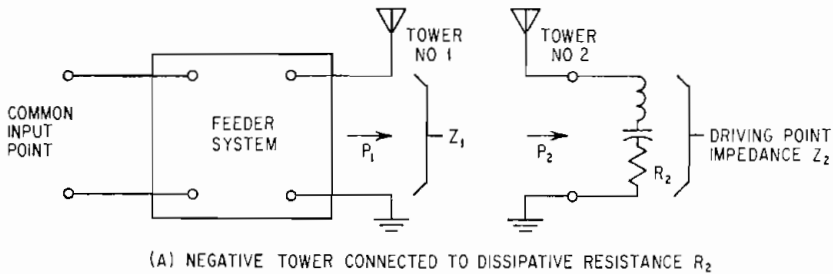 TOWER
NO 1
TOWER
NO 2
COMMON
INPUT
POINT
FEEDER
SYSTEM
P₁
Z₁
P₂
R₂
DRIVING POINT
IMPEDANCE Z₂
(A) NEGATIVE TOWER CONNECTED TO DISSIPATIVE RESISTANCE R₂